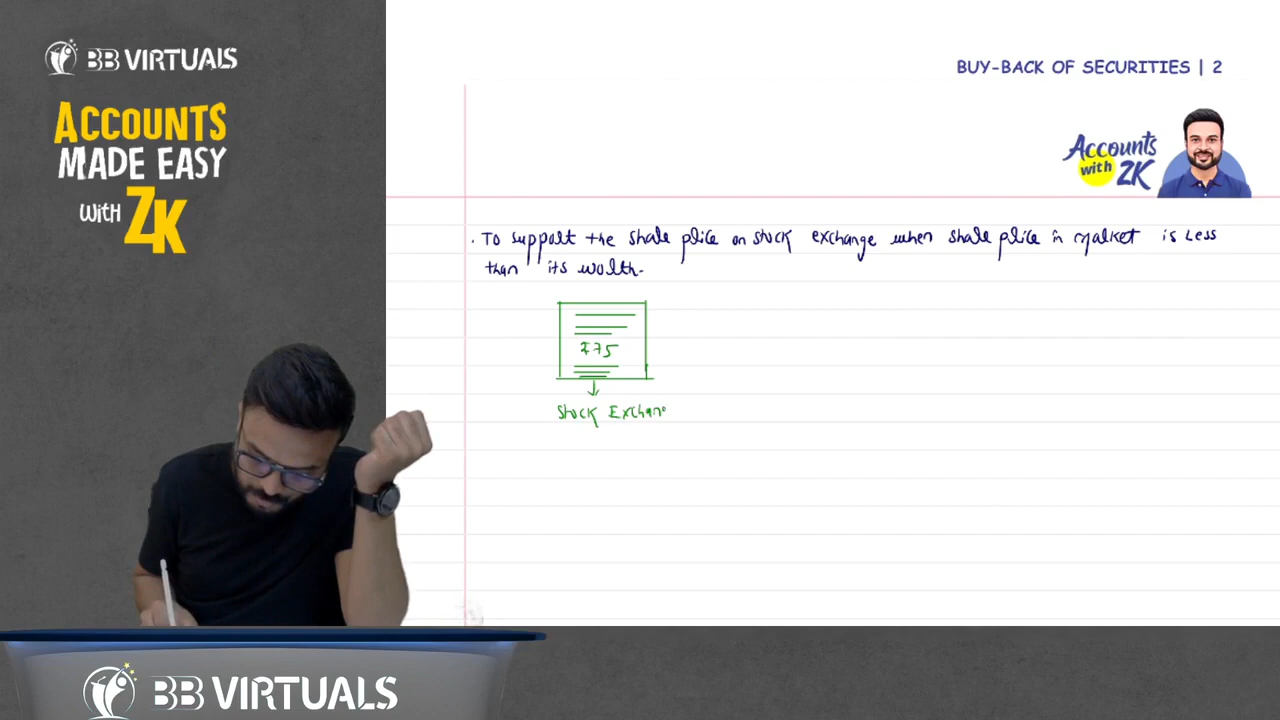 BB VIRTUALS
ACCOUNTS
MADE EASY
with ZK
BUY-BACK OF SECURITIES | 2
Accounts
with ZK
. To support the share price on stock exchange when share price in market is less
than its worth.
₹75
Stock Exchan
BB VIRTUALS